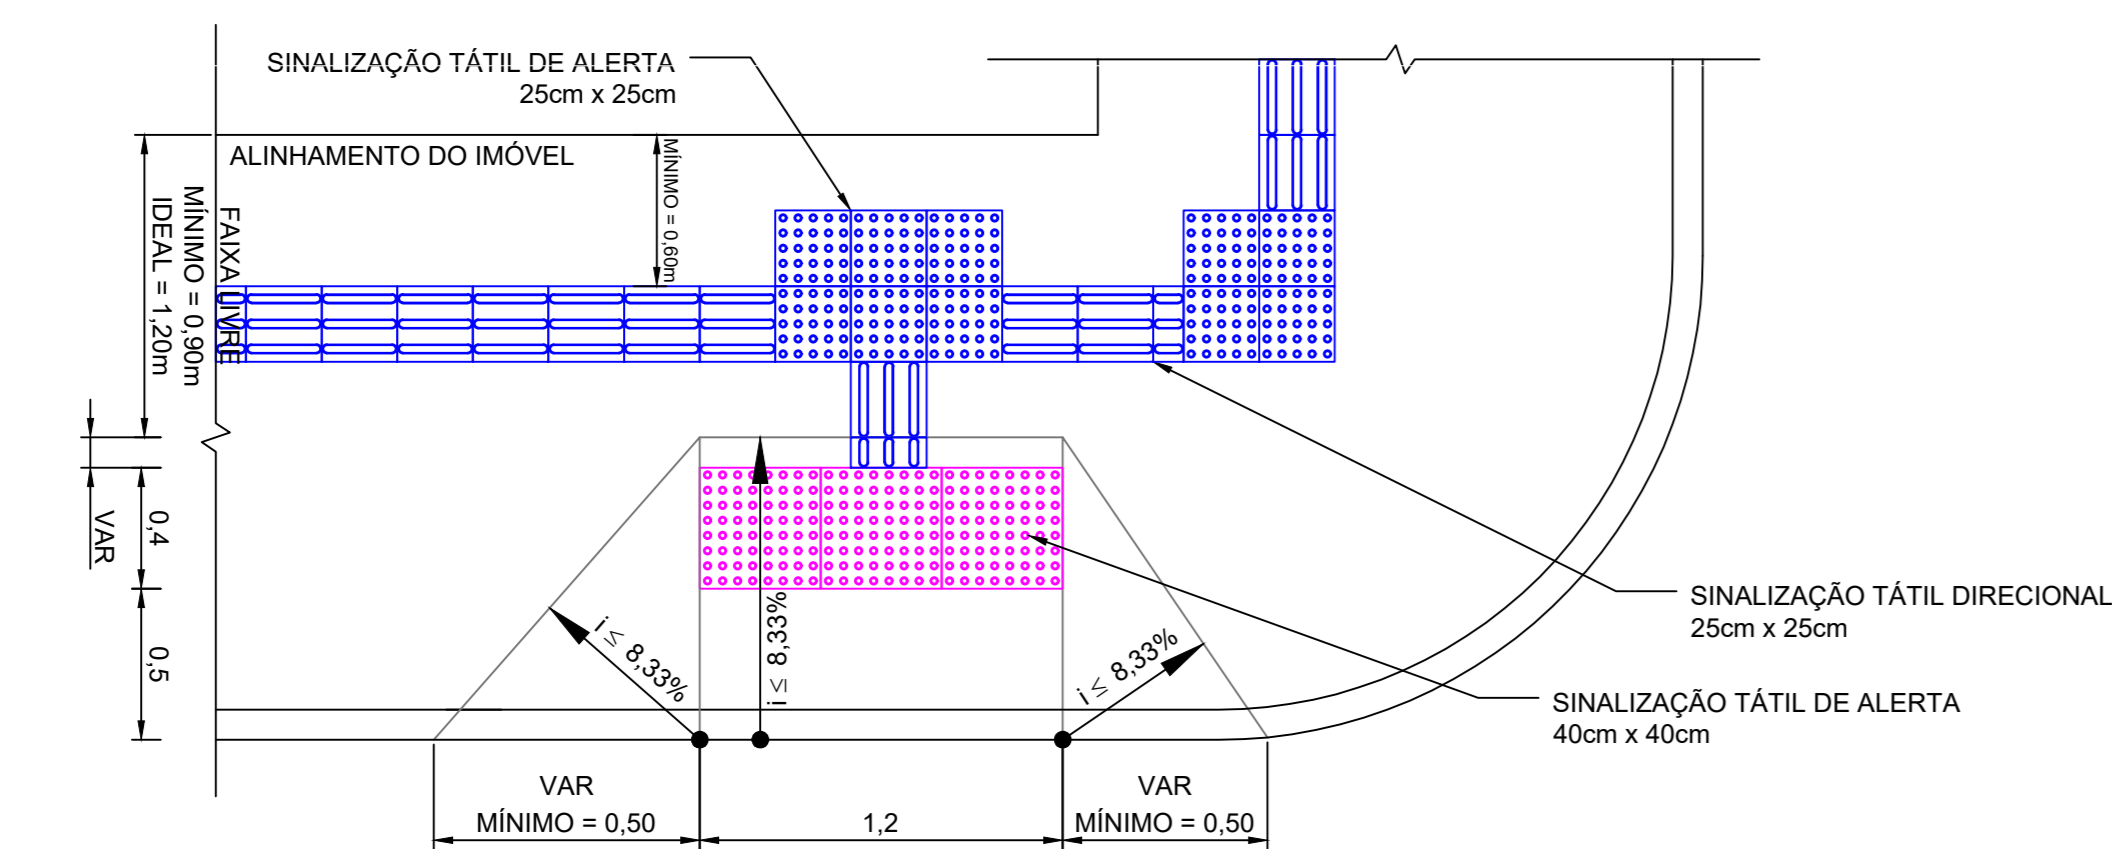 SINALIZAÇÃO TÁTIL DE ALERTA
25cm x 25cm
ALINHAMENTO DO IMÓVEL
MÍNIMO = 0,60m
FAIXA LIVRE
MÍNIMO = 0,90m
IDEAL = 1,20m
VAR
0,4
0,5
i ≤ 8,33%
i ≤ 8,33%
i ≤ 8,33%
SINALIZAÇÃO TÁTIL DIRECIONAL
25cm x 25cm
SINALIZAÇÃO TÁTIL DE ALERTA
40cm x 40cm
VAR
MÍNIMO = 0,50
1,2
VAR
MÍNIMO = 0,50